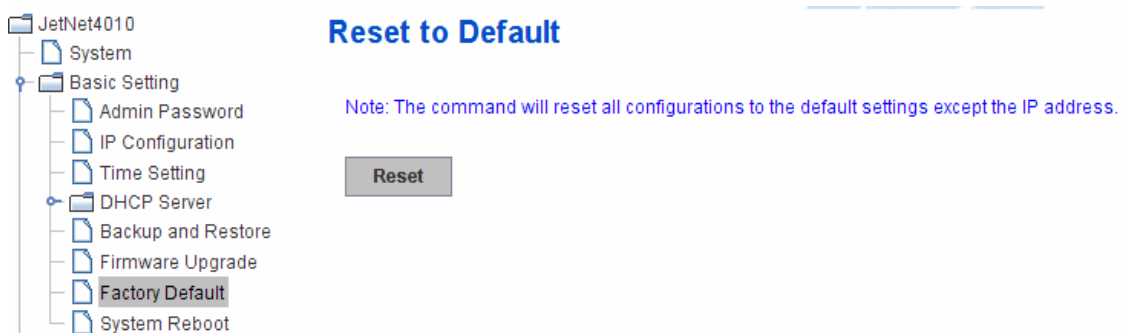 JetNet4010
System
Basic Setting
Admin Password
IP Configuration
Time Setting
DHCP Server
Backup and Restore
Firmware Upgrade
Factory Default
System Reboot
Reset to Default
Note: The command will reset all configurations to the default settings except the IP address.
Reset